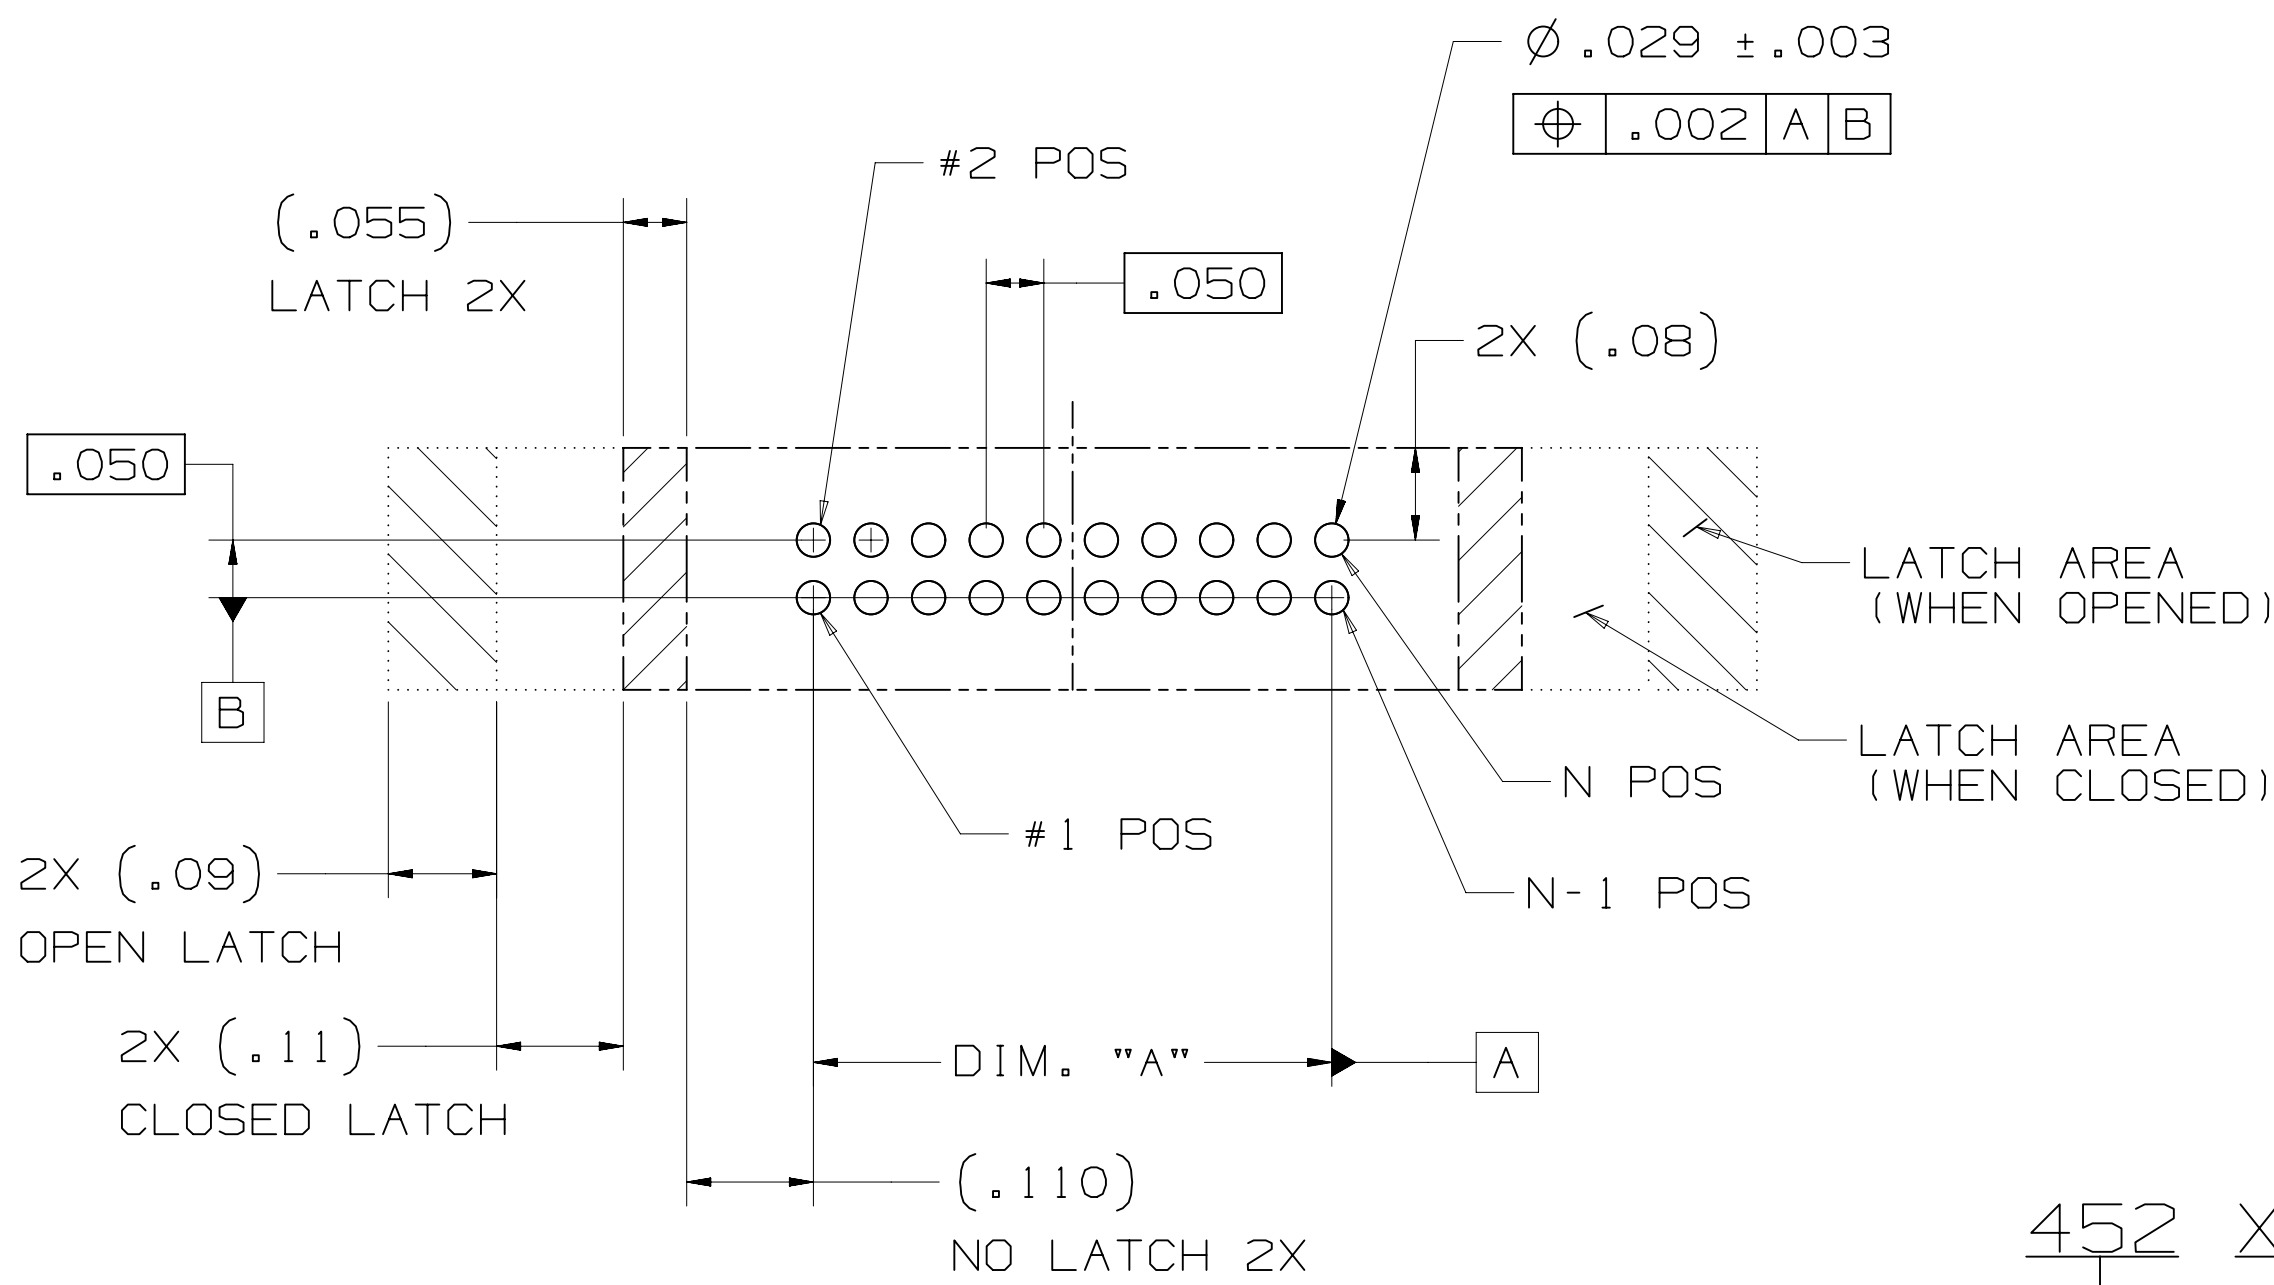 Ø .029 ±.003
⌖ .002 A B
#2 POS
(.055)
LATCH 2X
.050
2X (.08)
.050
LATCH AREA
(WHEN OPENED)
B
LATCH AREA
(WHEN CLOSED)
N POS
#1 POS
2X (.09)
OPEN LATCH
N-1 POS
2X (.11)
CLOSED LATCH
DIM. "A"
A
(.110)
NO LATCH 2X
452 X